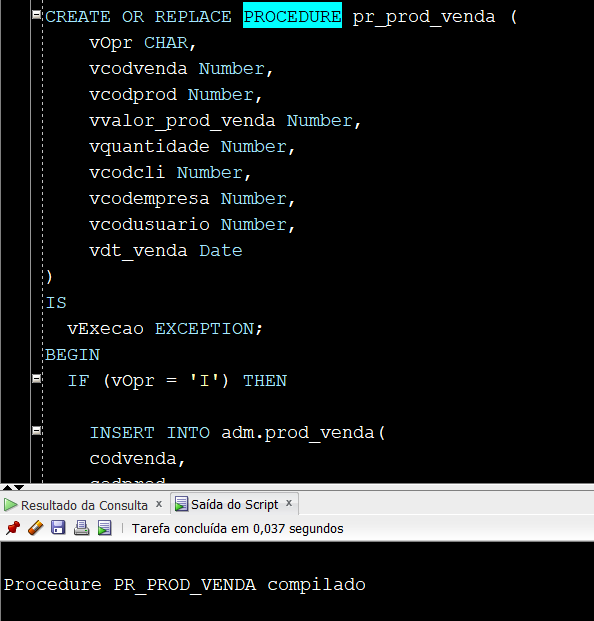 CREATE OR REPLACE PROCEDURE pr_prod_venda (
vOpr CHAR,
vcodvenda Number,
vcodprod Number,
vvalor_prod_venda Number,
vquantidade Number,
vcodcli Number,
vcodempresa Number,
vcodusuario Number,
vdt_venda Date
)
IS
vExecao EXCEPTION;
BEGIN
IF (vOpr = 'I') THEN
INSERT INTO adm.prod_venda(
codvenda,
Resultado da Consulta x Saída do Script x
Tarefa concluída em 0,037 segundos
Procedure PR_PROD_VENDA compilado